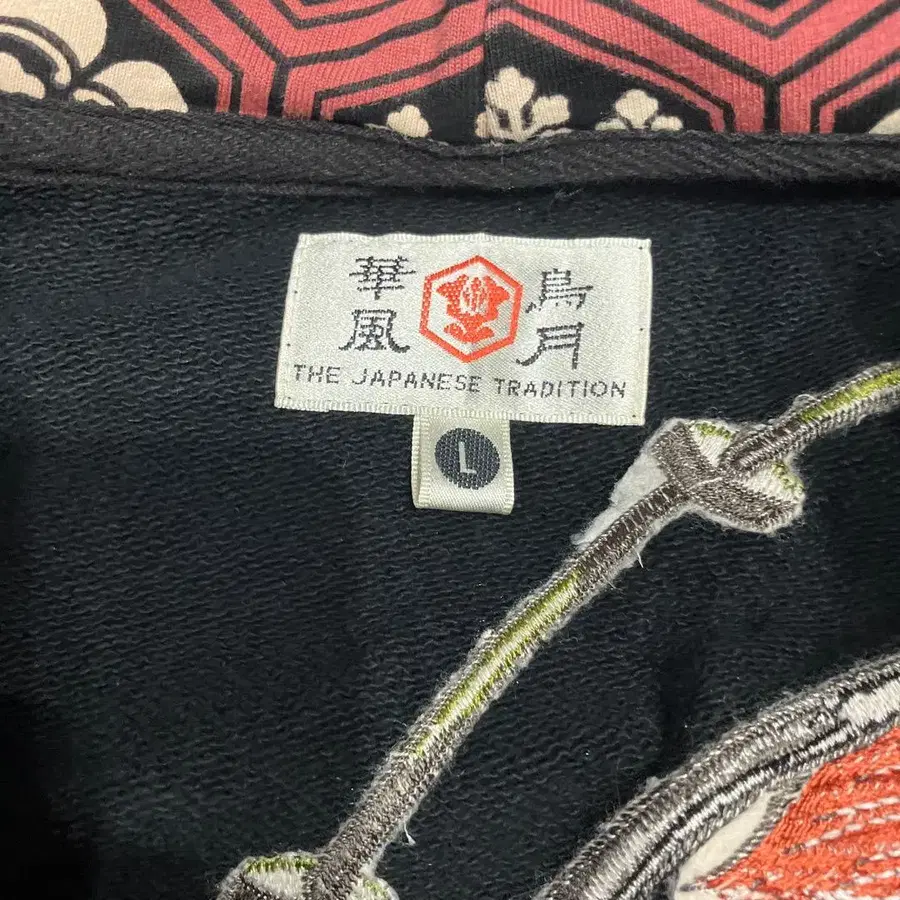 華鳥
風月
THE JAPANESE TRADITION
L